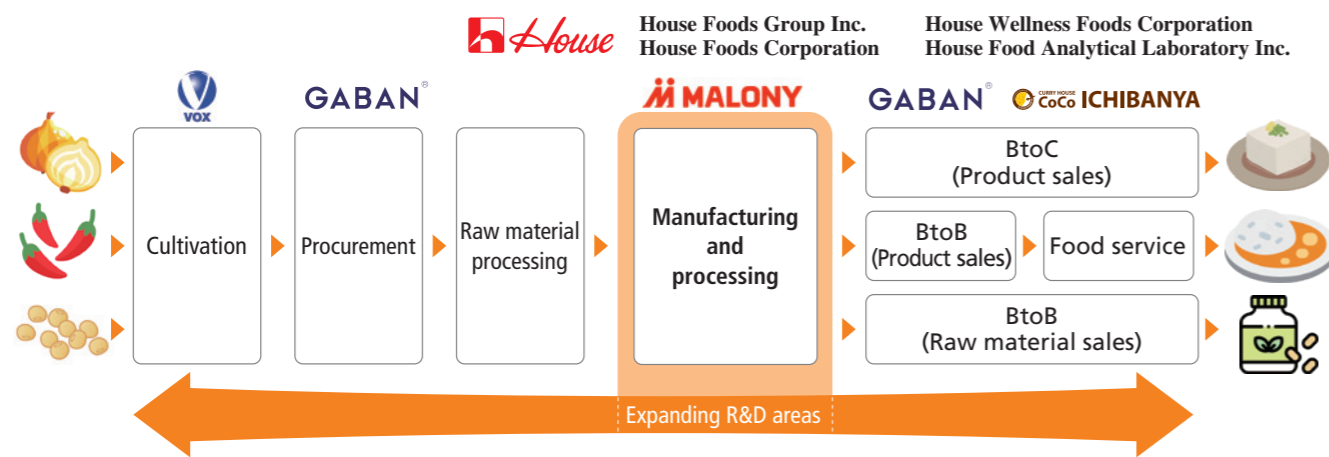 House
House Foods Group Inc.
House Foods Corporation
House Wellness Foods Corporation
House Food Analytical Laboratory Inc.
VOX
GABAN®
MALONY
GABAN®
CURRY HOUSE
CoCo ICHIBANYA
Cultivation
Procurement
Raw material
processing
Manufacturing
and
processing
BtoC
(Product sales)
BtoB
(Product sales)
Food service
BtoB
(Raw material sales)
Expanding R&D areas